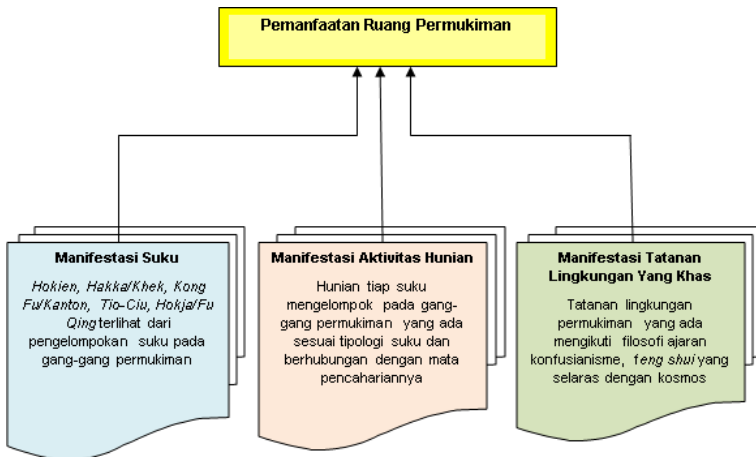 Pemanfaatan Ruang Permukiman
Manifestasi Suku
Hokien, Hakka/Khek, Kong
Fu/Kanton, Tio-Ciu, Hokja/Fu
Qing terlihat dari
pengelompokan suku pada
gang-gang permukiman
Manifestasi Aktivitas Hunian
Hunian tiap suku
mengelompok pada gang-
gang permukiman yang ada
sesuai tipologi suku dan
berhubungan dengan mata
pencahariannya
Manifestasi Tatanan
Lingkungan Yang Khas
Tatanan lingkungan
permukiman yang ada
mengikuti filosofi ajaran
konfusianisme, feng shui yang
selaras dengan kosmos